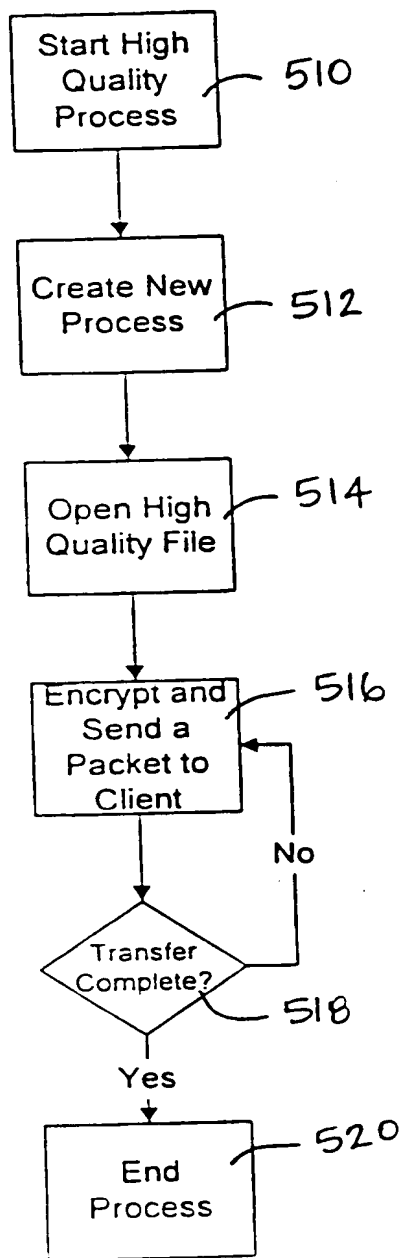 Start High
Quality
Process
510
Create New
Process
512
Open High
Quality File
514
Encrypt and
Send a
Packet to
Client
516
No
Transfer
Complete?
518
Yes
End
Process
520